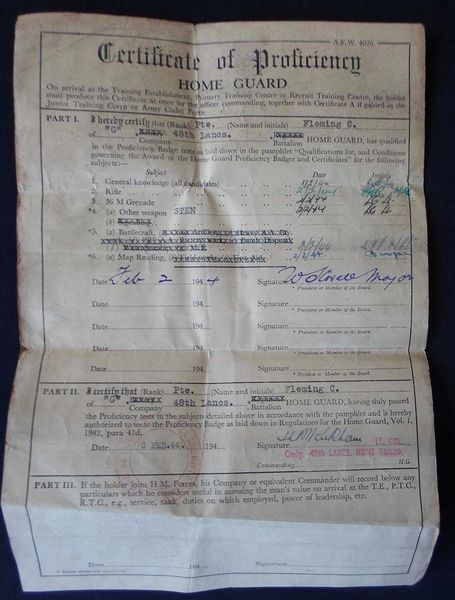 A.F.W. 4026.
Certificate of Proficiency
HOME GUARD
On arrival at the Training Establishment, Primary Training Centre or Recruit Training Centre, the holder
must produce this Certificate at once for the officer commanding, together with Certificate A if gained in the
Junior Training Corps or Army Cadet Force.
PART I. I hereby certify that (Rank) Pte. (Name and initials) Fleming C.
of "G". Company 48th Lancs. Battalion HOME GUARD, has qualified
in the Proficiency Badge tests as laid down in the pamphlet "Qualifications for, and Conditions
governing the Award of the Home Guard Proficiency Badges and Certificates" for the following
subjects:—
Subject Date Initials
1. General knowledge (all candidates)
2. Rifle
3. 36 M Grenade
*4. (a) Other weapon STEN
(b)
*5. (a) Battlecraft,
*6. (a) Map Reading,
Date Feb 2 1944 Signature W Stovell Major
* President or Member of the Board.
Date 194 Signature
* President or Member of the Board.
Date 194 Signature
* President or Member of the Board.
Date 194 Signature
* President or Member of the Board.
Date 194 Signature
* President or Member of the Board.
PART II. I certify that (Rank) Pte. (Name and initials) Fleming C.
of "G". Company 48th Lancs. Battalion HOME GUARD, having duly passed
the Proficiency tests in the subjects detailed above in accordance with the pamphlet and is hereby
authorized to wear the Proficiency Badge as laid down in Regulations for the Home Guard, Vol. 1,
1942, para 41d.
Date 3 FEB. 44. 194 Signature LT. COL.
Cmdg. 48th LANCS. HOME GUARD.
Commanding H.G.
PART III. If the holder joins H.M. Forces, his Company or equivalent Commander will record below any
particulars which he considers useful in assessing the man's value on arrival at the T.E., P.T.C.,
R.T.C., e.g., service, rank, duties on which employed, power of leadership, etc.
Date 194 Signature